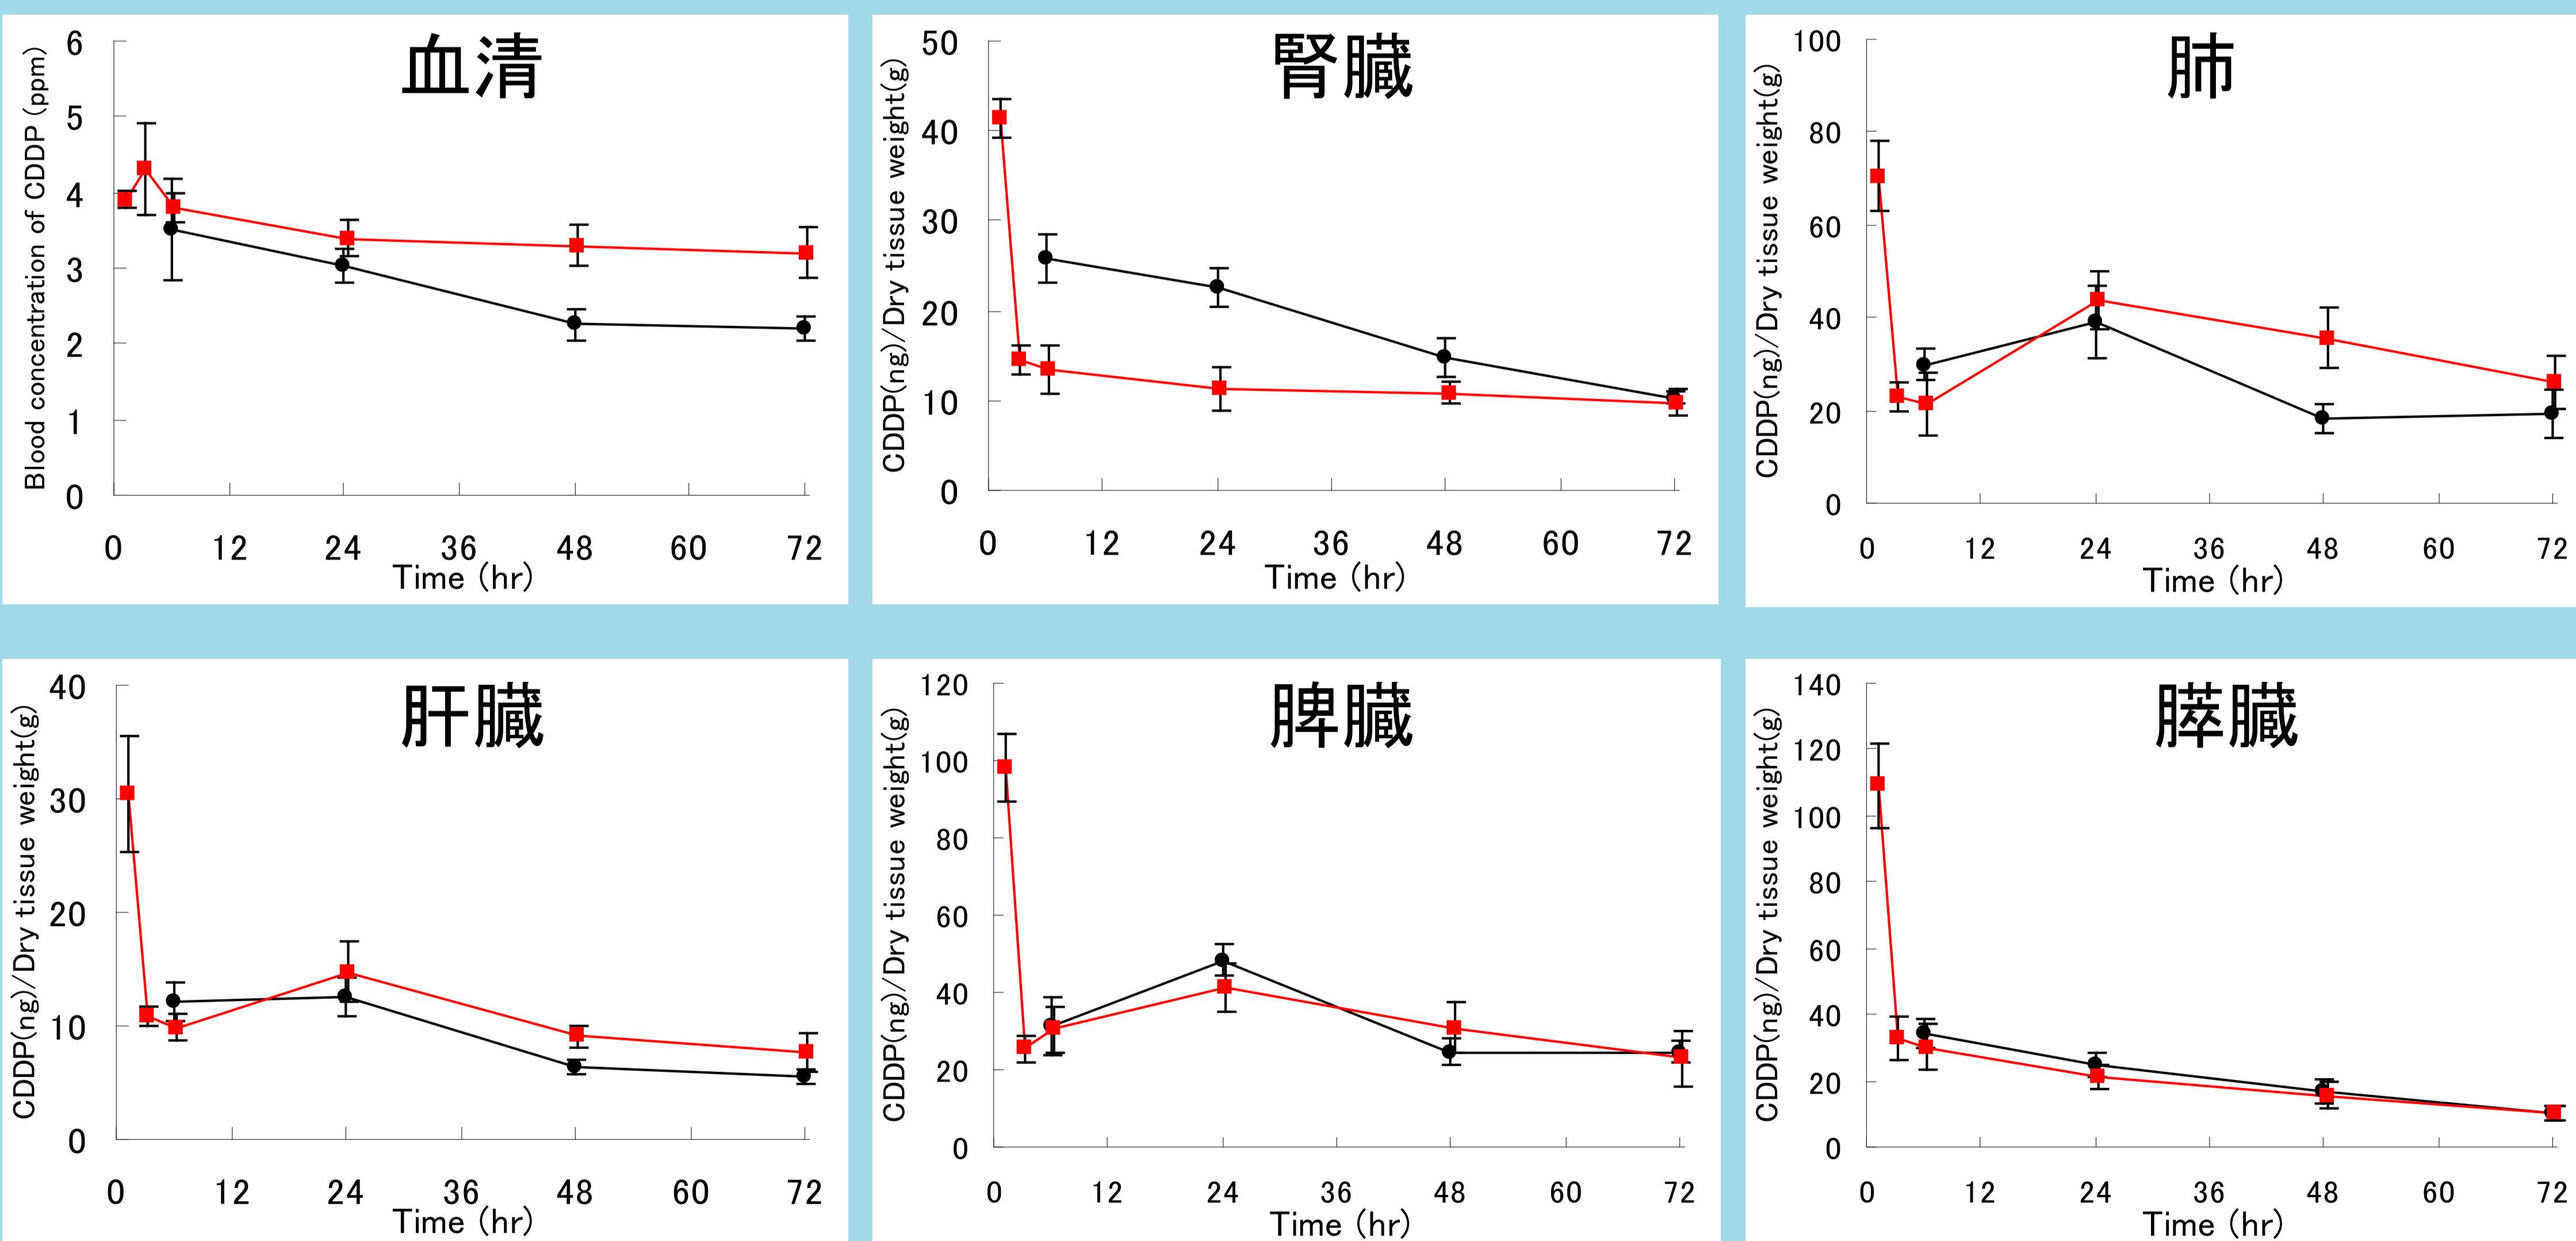 血清
Blood concentration of CDDP (ppm)
6
5
4
3
2
1
0
0 12 24 36 48 60 72
Time (hr)
腎臓
CDDP(ng)/Dry tissue weight(g)
50
40
30
20
10
0
0 12 24 36 48 60 72
Time (hr)
肺
CDDP(ng)/Dry tissue weight(g)
100
80
60
40
20
0
0 12 24 36 48 60 72
Time (hr)
肝臓
CDDP(ng)/Dry tissue weight(g)
40
30
20
10
0
0 12 24 36 48 60 72
Time (hr)
脾臓
CDDP(ng)/Dry tissue weight(g)
120
100
80
60
40
20
0
0 12 24 36 48 60 72
Time (hr)
膵臓
CDDP(ng)/Dry tissue weight(g)
140
120
100
80
60
40
20
0
0 12 24 36 48 60 72
Time (hr)